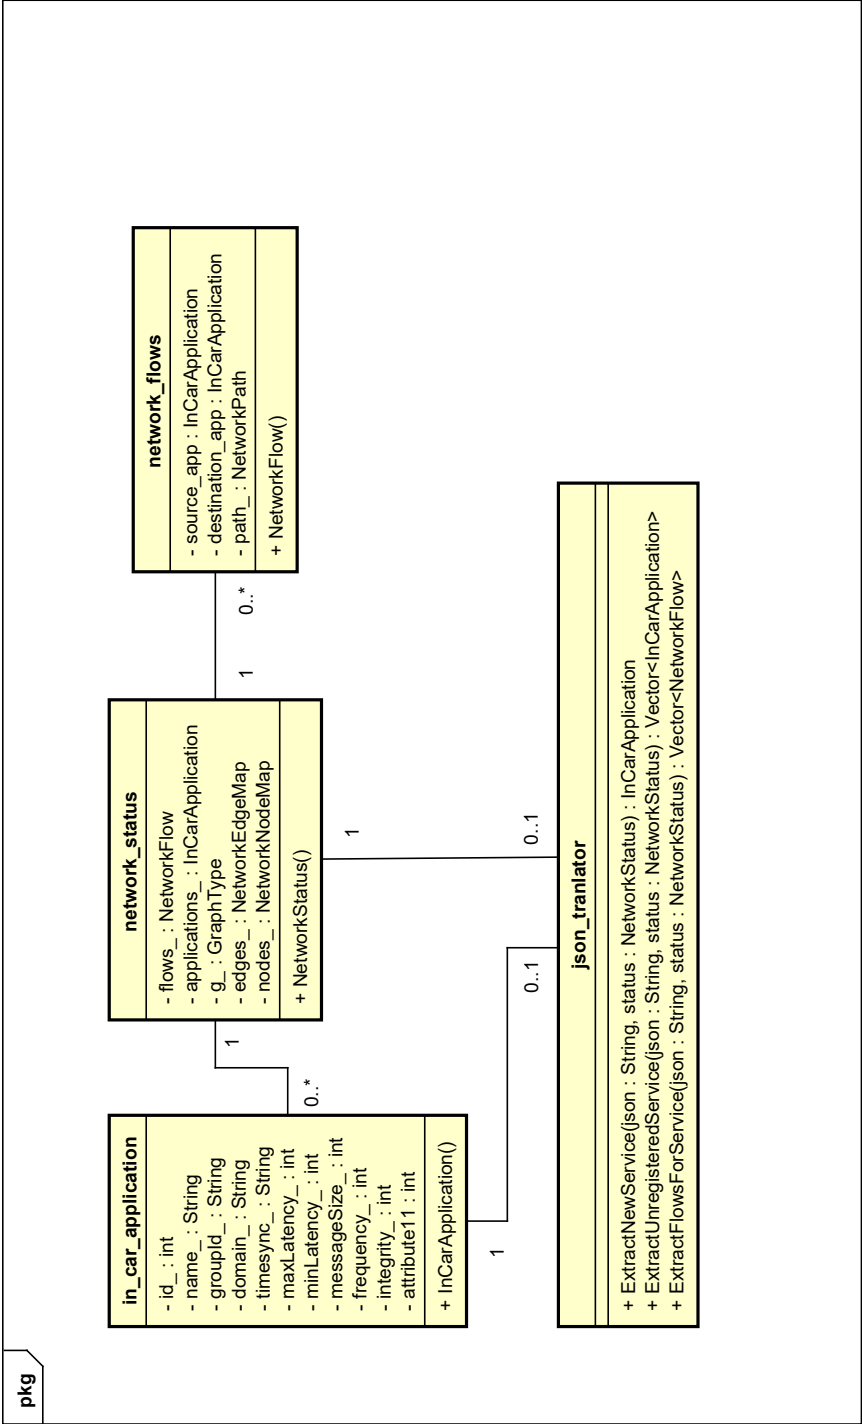 pkg
in_car_application
- id_ : int
- name_ : String
- groupId_ : String
- domain_ : String
- timesync_ : String
- maxLatency_ : int
- minLatency_ : int
- messageSize_ : int
- frequency_ : int
- integrity_ : int
- attribute11 : int
+ InCarApplication()
1
0..*
network_status
- flows_ : NetworkFlow
- applications_ : InCarApplication
- g_ : GraphType
- edges_ : NetworkEdgeMap
- nodes_ : NetworkNodeMap
+ NetworkStatus()
1
0..*
network_flows
- source_app : InCarApplication
- destination_app : InCarApplication
- path_ : NetworkPath
+ NetworkFlow()
1
1
0..1
0..1
json_tranlator
+ ExtractNewService(json : String, status : NetworkStatus) : InCarApplication
+ ExtractUnregisteredService(json : String, status : NetworkStatus) : Vector<InCarApplication>
+ ExtractFlowsForService(json : String, status : NetworkStatus) : Vector<NetworkFlow>